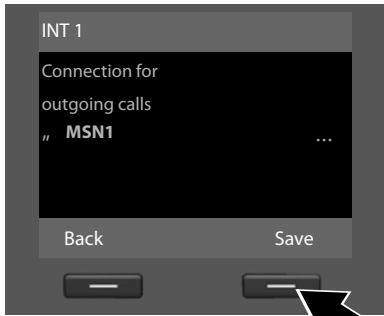 INT 1
Connection for
outgoing calls
„ MSN1 ...
Back Save